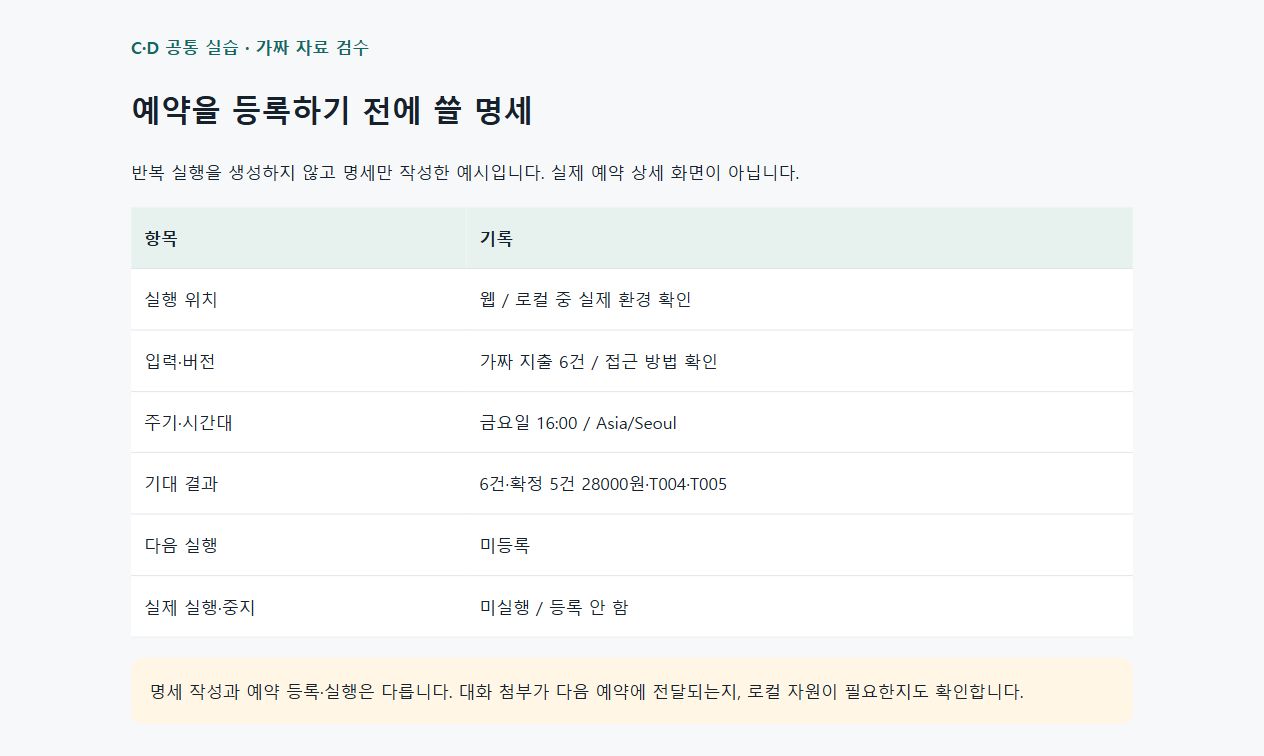 C·D 공통 실습 · 가짜 자료 검수
예약을 등록하기 전에 쓸 명세
반복 실행을 생성하지 않고 명세만 작성한 예시입니다. 실제 예약 상세 화면이 아닙니다.
항목 기록
실행 위치 웹 / 로컬 중 실제 환경 확인
입력·버전 가짜 지출 6건 / 접근 방법 확인
주기·시간대 금요일 16:00 / Asia/Seoul
기대 결과 6건·확정 5건 28000원·T004·T005
다음 실행 미등록
실제 실행·중지 미실행 / 등록 안 함
명세 작성과 예약 등록·실행은 다릅니다. 대화 첨부가 다음 예약에 전달되는지, 로컬 자원이 필요한지도 확인합니다.